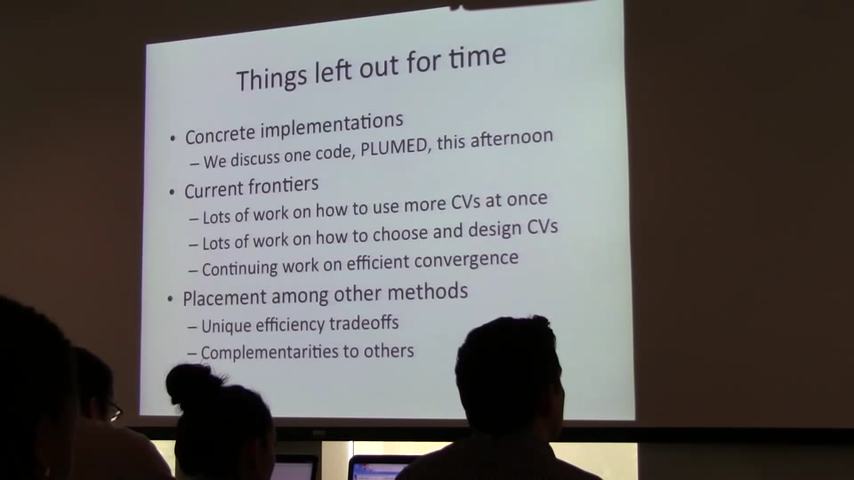 Things left out for time
• Concrete implementations
– We discuss one code, PLUMED, this afternoon
• Current frontiers
– Lots of work on how to use more CVs at once
– Lots of work on how to choose and design CVs
– Continuing work on efficient convergence
• Placement among other methods
– Unique efficiency tradeoffs
– Complementarities to others